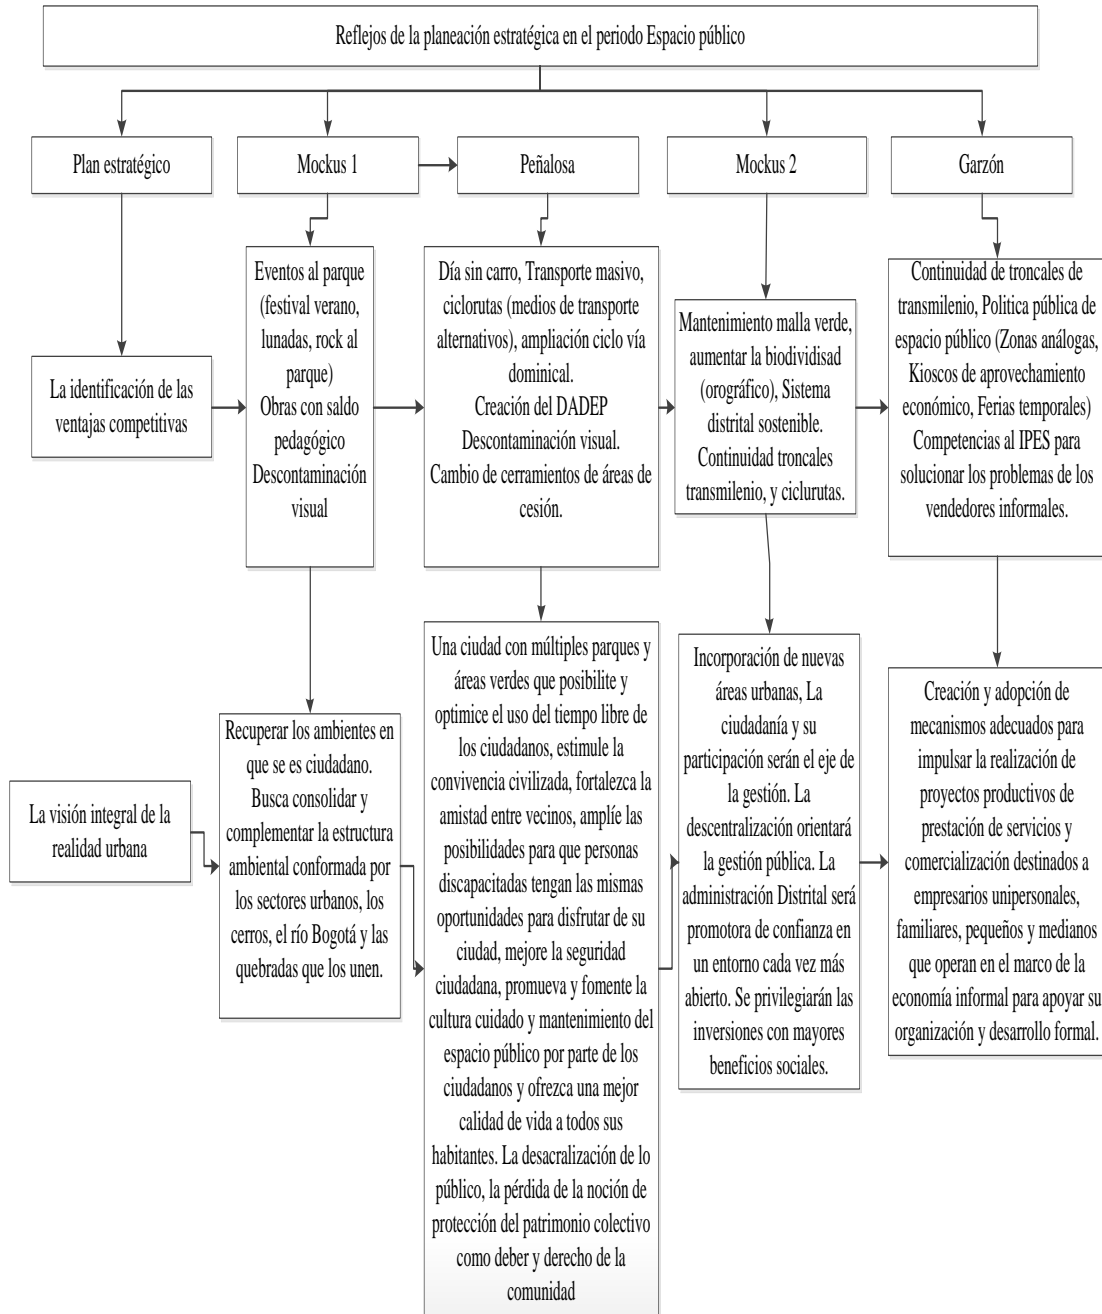 Reflejos de la planeación estratégica en el periodo Espacio público
Plan estratégico
Mockus 1
Peñalosa
Mockus 2
Garzón
La identificación de las
ventajas competitivas
Eventos al parque
(festival verano,
lunadas, rock al
parque)
Obras con saldo
pedagógico
Descontaminación
visual
Día sin carro, Transporte masivo,
ciclorutas (medios de transporte
alternativos), ampliación ciclo vía
dominical.
Creación del DADEP
Descontaminación visual.
Cambio de cerramientos de áreas de
cesión.
Mantenimiento malla verde,
aumentar la biodividisad
(orográfico), Sistema
distrital sostenible.
Continuidad troncales
transmilenio, y ciclurutas.
Continuidad de troncales de
transmilenio, Politica pública de
espacio público (Zonas análogas,
Kioscos de aprovechamiento
económico, Ferias temporales)
Competencias al IPES para
solucionar los problemas de los
vendedores informales.
La visión integral de la
realidad urbana
Recuperar los ambientes en
que se es ciudadano.
Busca consolidar y
complementar la estructura
ambiental conformada por
los sectores urbanos, los
cerros, el río Bogotá y las
quebradas que los unen.
Una ciudad con múltiples parques y
áreas verdes que posibilite y
optimice el uso del tiempo libre de
los ciudadanos, estimule la
convivencia civilizada, fortalezca la
amistad entre vecinos, amplíe las
posibilidades para que personas
discapacitadas tengan las mismas
oportunidades para disfrutar de su
ciudad, mejore la seguridad
ciudadana, promueva y fomente la
cultura cuidado y mantenimiento del
espacio público por parte de los
ciudadanos y ofrezca una mejor
calidad de vida a todos sus
habitantes. La desacralización de lo
público, la pérdida de la noción de
protección del patrimonio colectivo
como deber y derecho de la
comunidad
Incorporación de nuevas
áreas urbanas, La
ciudadanía y su
participación serán el eje de
la gestión. La
descentralización orientará
la gestión pública. La
administración Distrital será
promotora de confianza en
un entorno cada vez más
abierto. Se privilegiarán las
inversiones con mayores
beneficios sociales.
Creación y adopción de
mecanismos adecuados para
impulsar la realización de
proyectos productivos de
prestación de servicios y
comercialización destinados a
empresarios unipersonales,
familiares, pequeños y medianos
que operan en el marco de la
economía informal para apoyar su
organización y desarrollo formal.